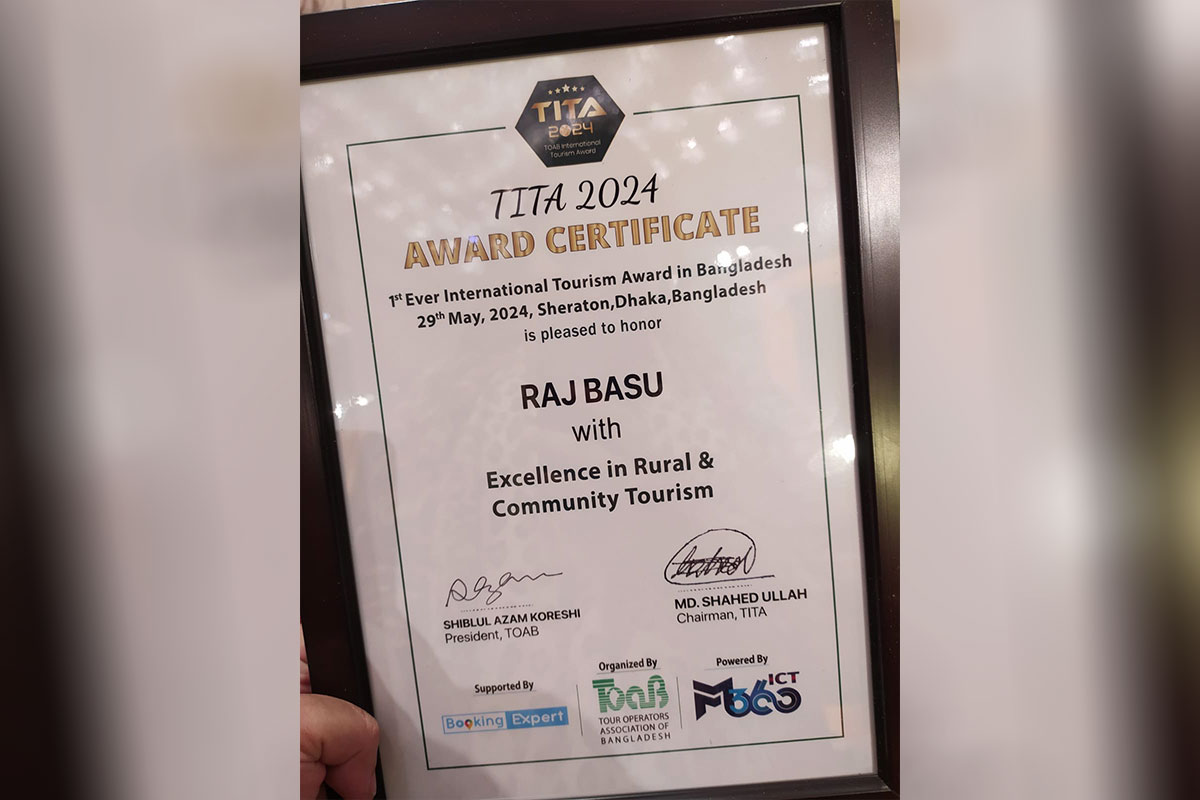 TITA
2024
TOAB International
Tourism Award
TITA 2024
AWARD CERTIFICATE
1st Ever International Tourism Award in Bangladesh
29th May, 2024, Sheraton,Dhaka,Bangladesh
is pleased to honor
RAJ BASU
with
Excellence in Rural &
Community Tourism
SHIBLUL AZAM KORESHI
President, TOAB
MD. SHAHED ULLAH
Chairman, TITA
Supported By
Booking Expert
Organized By
TOAB
TOUR OPERATORS
ASSOCIATION OF
BANGLADESH
Powered By
M360 ICT